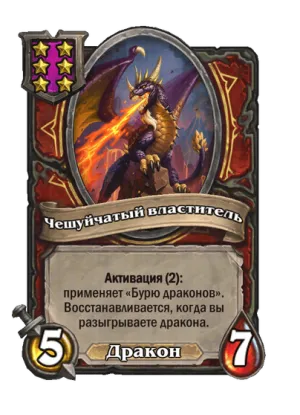 Чешуйчатый властитель
Активация (2):
применяет «Бурю драконов».
Восстанавливается, когда вы
разыгрываете дракона.
5
Дракон
7